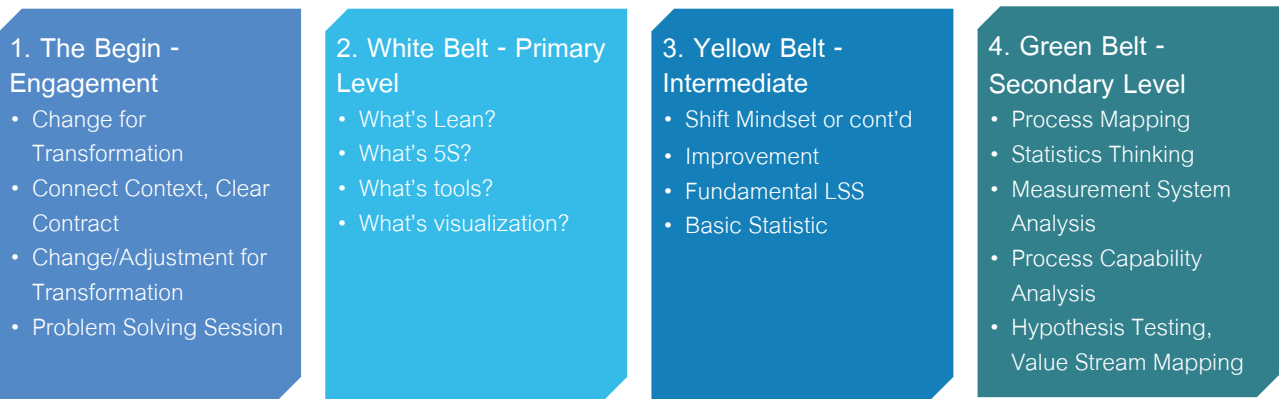 1. The Begin -
Engagement
• Change for
Transformation
• Connect Context, Clear
Contract
• Change/Adjustment for
Transformation
• Problem Solving Session
2. White Belt - Primary
Level
• What's Lean?
• What's 5S?
• What's tools?
• What's visualization?
3. Yellow Belt -
Intermediate
• Shift Mindset or cont'd
• Improvement
• Fundamental LSS
• Basic Statistic
4. Green Belt -
Secondary Level
• Process Mapping
• Statistics Thinking
• Measurement System
Analysis
• Process Capability
Analysis
• Hypothesis Testing,
Value Stream Mapping